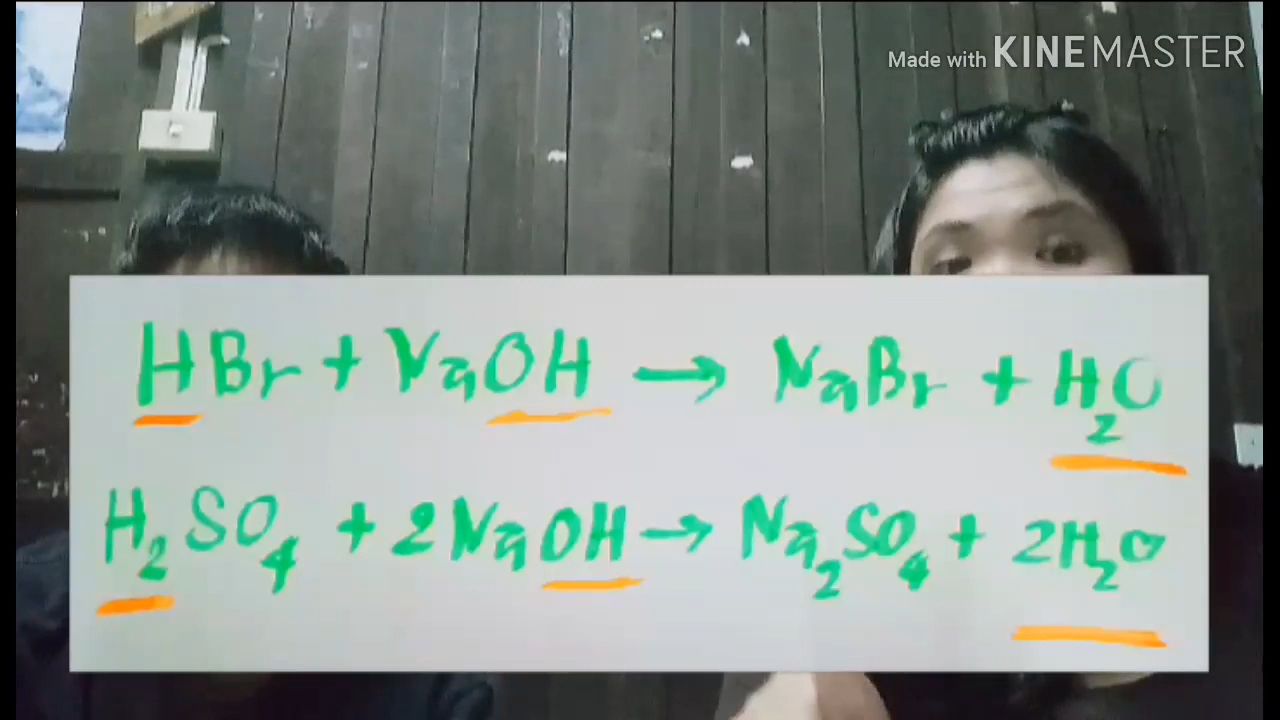 Made with KINEMASTER
HBr + NaOH → NaBr + H₂O
H₂SO₄ + 2NaOH → Na₂SO₄ + 2H₂O